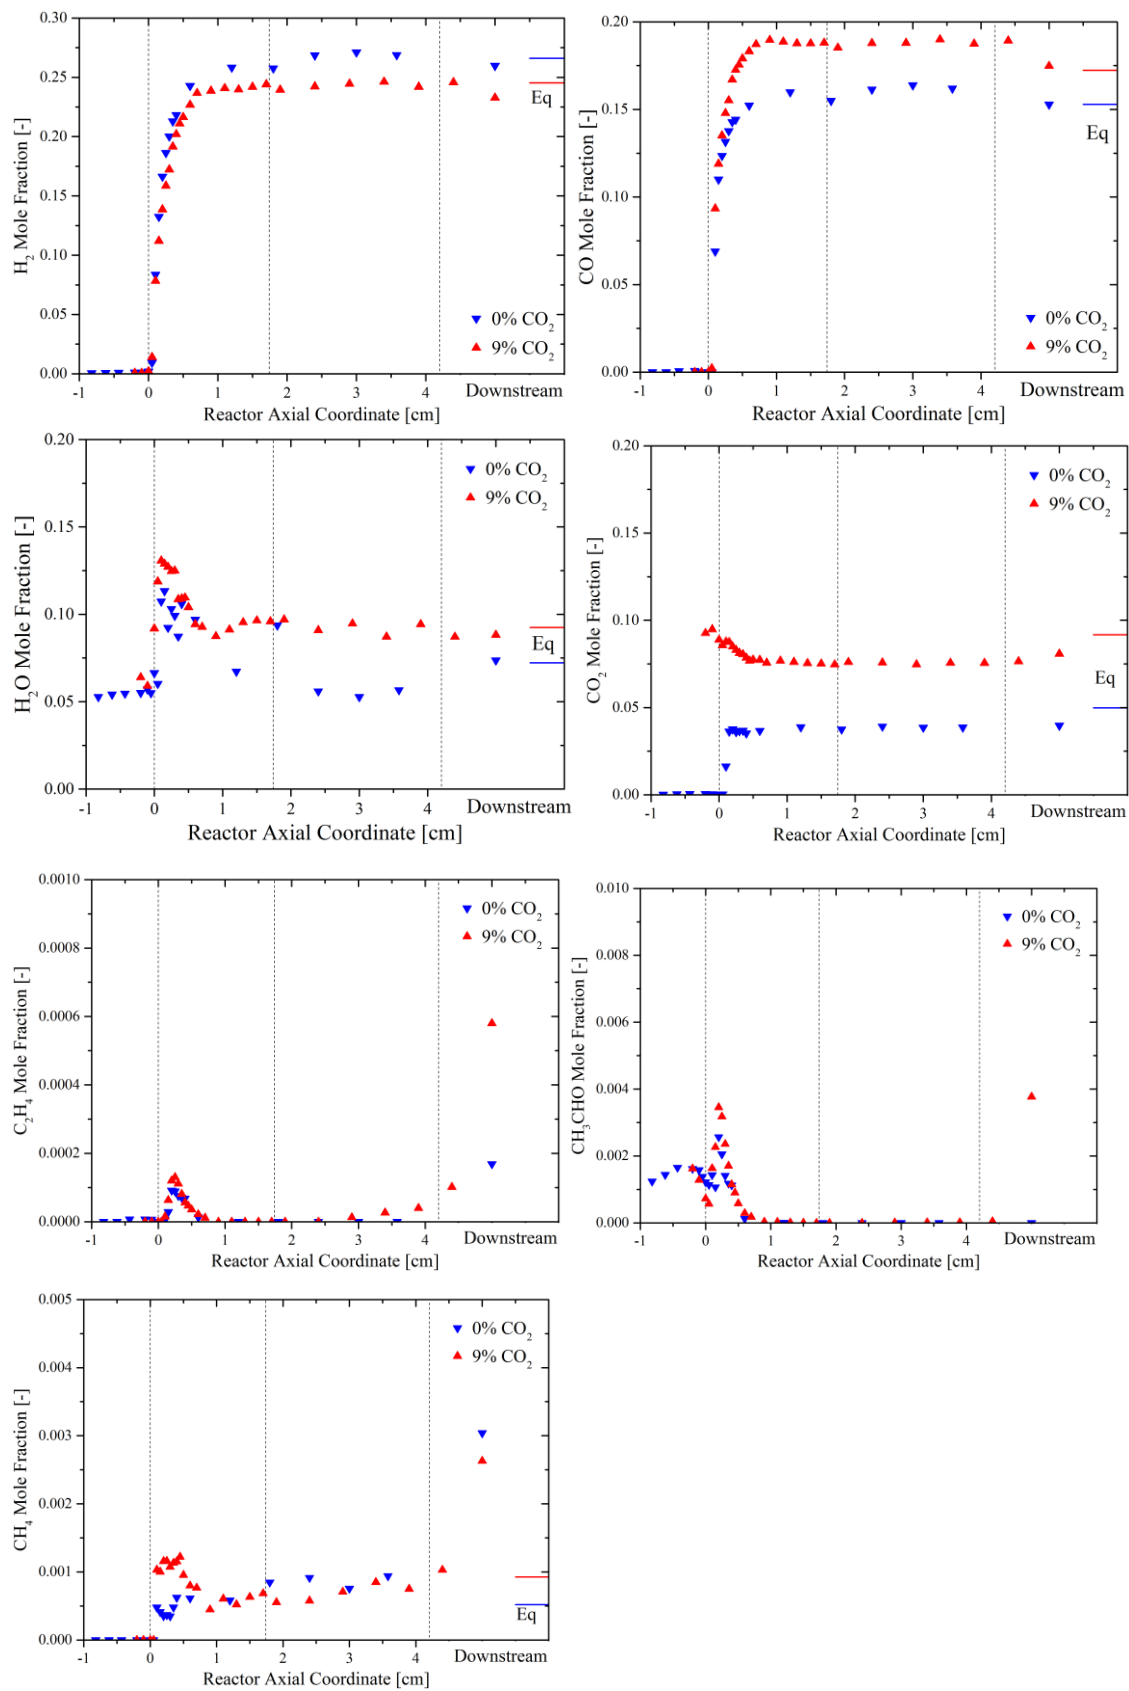 0.30
0.25
0.20
0.15
0.10
0.05
0.00
H2 Mole Fraction [-]
0% CO2
9% CO2
Eq
-1 0 1 2 3 4 Downstream
Reactor Axial Coordinate [cm]
0.20
0.15
0.10
0.05
0.00
CO Mole Fraction [-]
Eq
0% CO2
9% CO2
-1 0 1 2 3 4 Downstream
Reactor Axial Coordinate [cm]
0.20
0.15
0.10
0.05
0.00
H2O Mole Fraction [-]
0% CO2
9% CO2
Eq
-1 0 1 2 3 4 Downstream
Reactor Axial Coordinate [cm]
0.20
0.15
0.10
0.05
0.00
CO2 Mole Fraction [-]
0% CO2
9% CO2
Eq
-1 0 1 2 3 4 Downstream
Reactor Axial Coordinate [cm]
0.0010
0.0008
0.0006
0.0004
0.0002
0.0000
C2H4 Mole Fraction [-]
0% CO2
9% CO2
-1 0 1 2 3 4 Downstream
Reactor Axial Coordinate [cm]
0.010
0.008
0.006
0.004
0.002
0.000
CH3CHO Mole Fraction [-]
0% CO2
9% CO2
-1 0 1 2 3 4 Downstream
Reactor Axial Coordinate [cm]
0.005
0.004
0.003
0.002
0.001
0.000
CH4 Mole Fraction [-]
0% CO2
9% CO2
Eq
-1 0 1 2 3 4 Downstream
Reactor Axial Coordinate [cm]